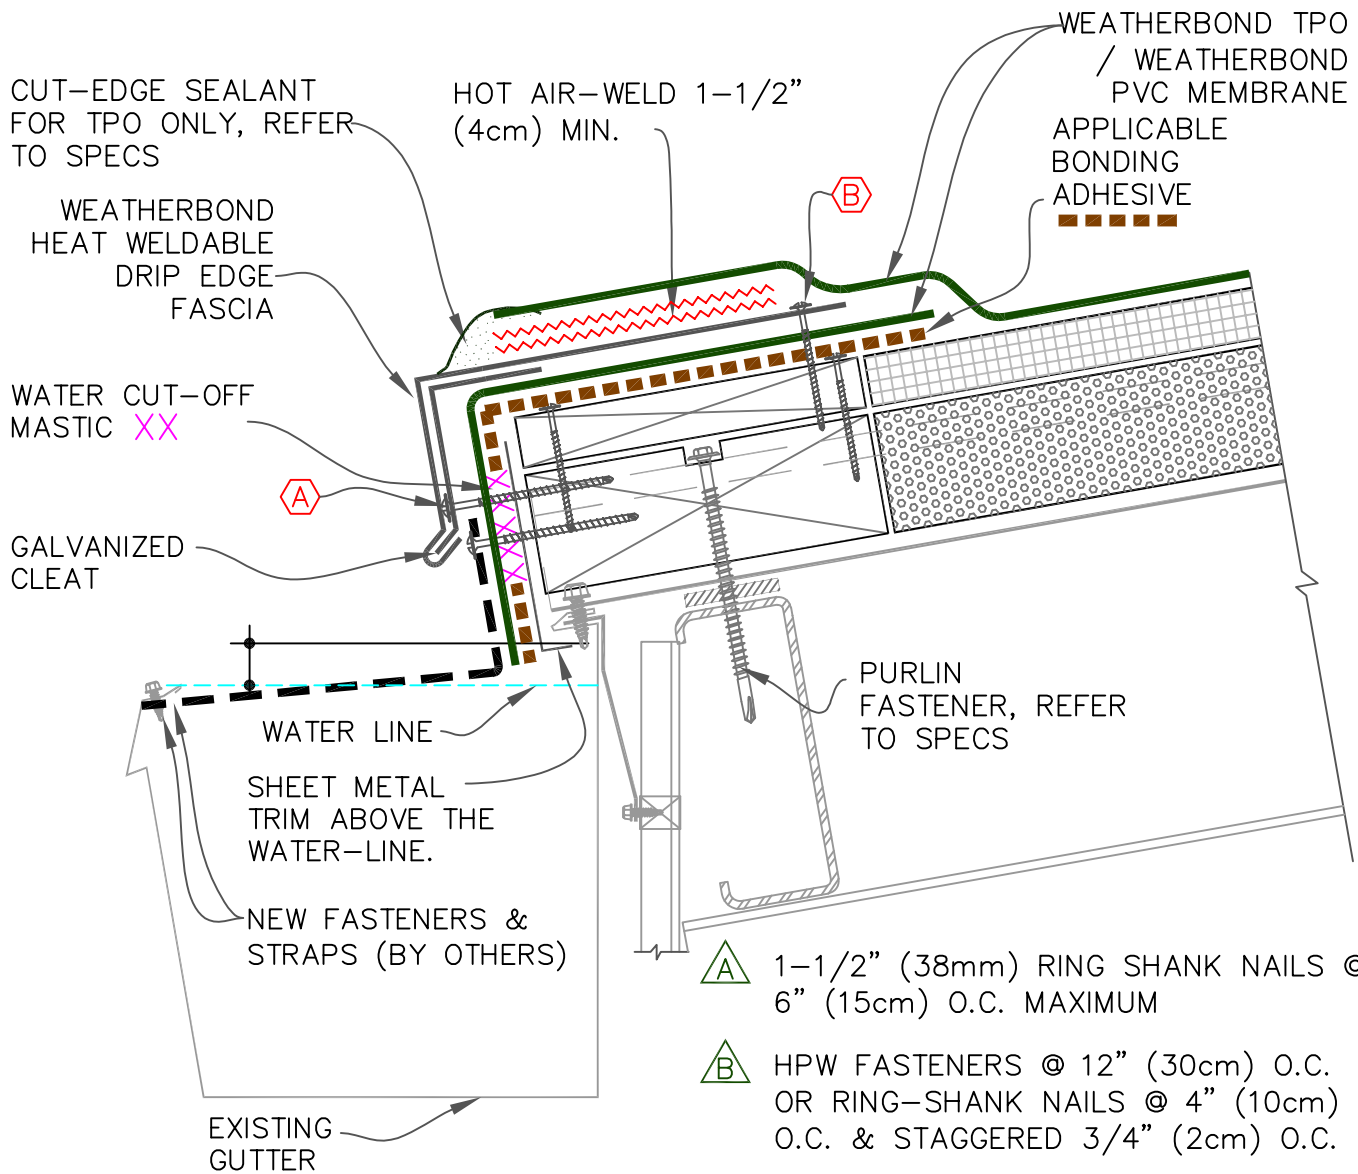 WEATHERBOND TPO
/ WEATHERBOND
PVC MEMBRANE
CUT-EDGE SEALANT
FOR TPO ONLY, REFER
TO SPECS
HOT AIR-WELD 1-1/2"
(4cm) MIN.
APPLICABLE
BONDING
ADHESIVE
B
WEATHERBOND
HEAT WELDABLE
DRIP EDGE
FASCIA
WATER CUT-OFF
MASTIC XX
A
GALVANIZED
CLEAT
PURLIN
FASTENER, REFER
TO SPECS
WATER LINE
SHEET METAL
TRIM ABOVE THE
WATER-LINE.
NEW FASTENERS &
STRAPS (BY OTHERS)
A 1-1/2" (38mm) RING SHANK NAILS @
6" (15cm) O.C. MAXIMUM
B HPW FASTENERS @ 12" (30cm) O.C.
OR RING-SHANK NAILS @ 4" (10cm)
O.C. & STAGGERED 3/4" (2cm) O.C.
EXISTING
GUTTER